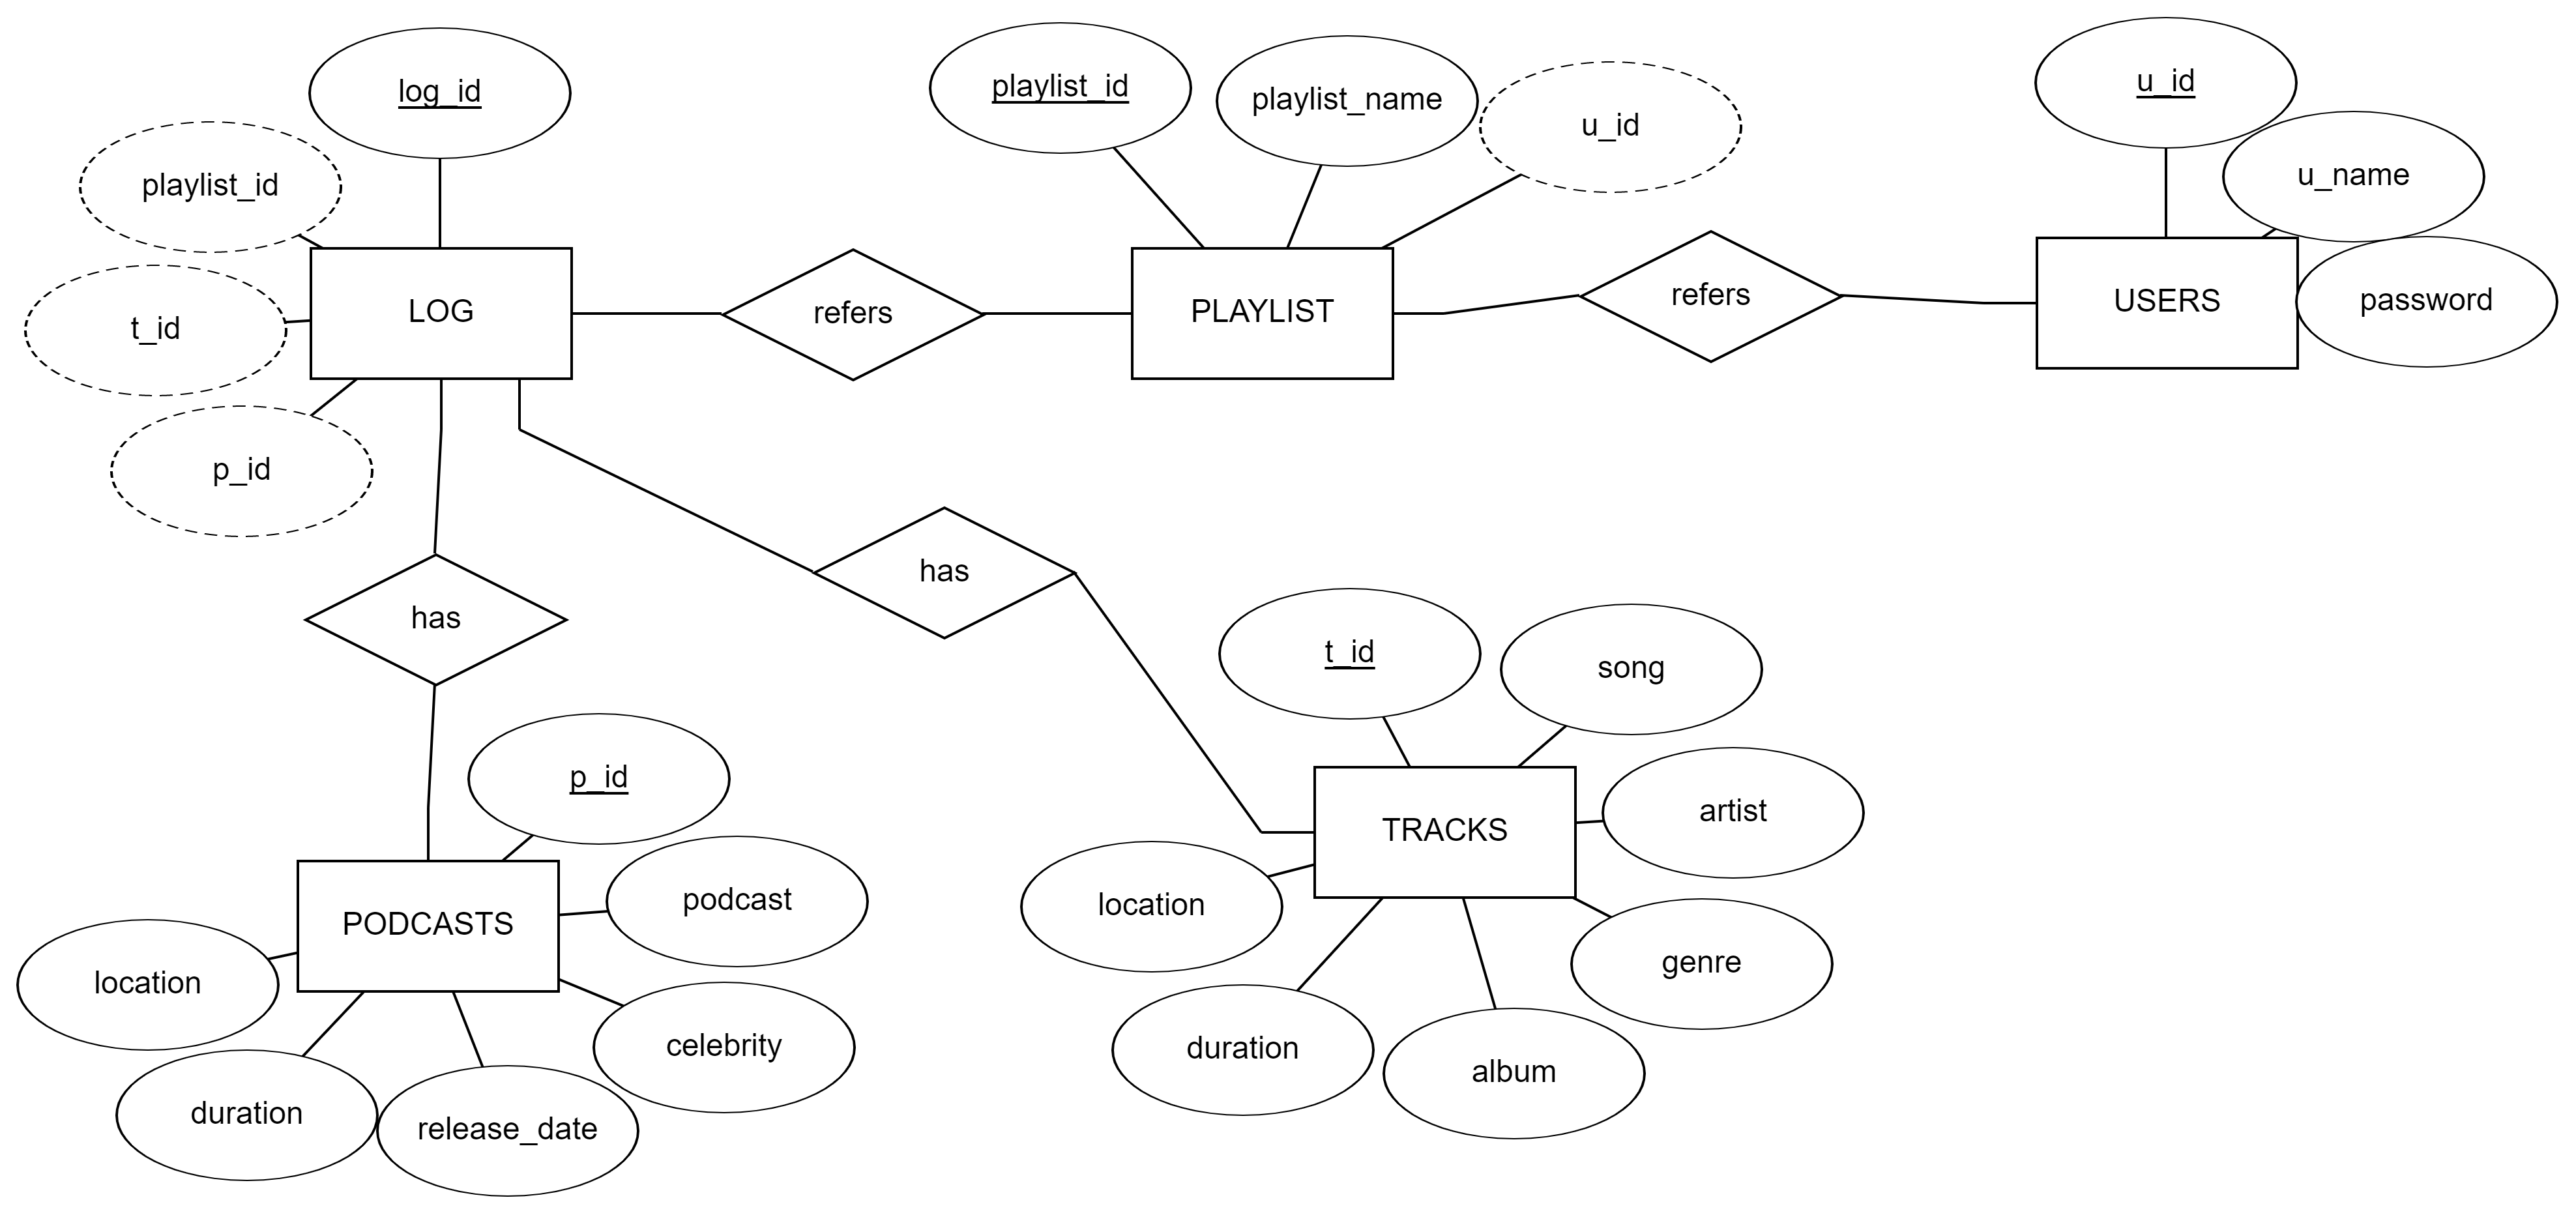 log_id
playlist_id
t_id
p_id
LOG
refers
playlist_id
playlist_name
u_id
PLAYLIST
refers
u_id
u_name
password
USERS
has
has
p_id
podcast
celebrity
release_date
duration
location
PODCASTS
t_id
song
artist
genre
album
duration
location
TRACKS